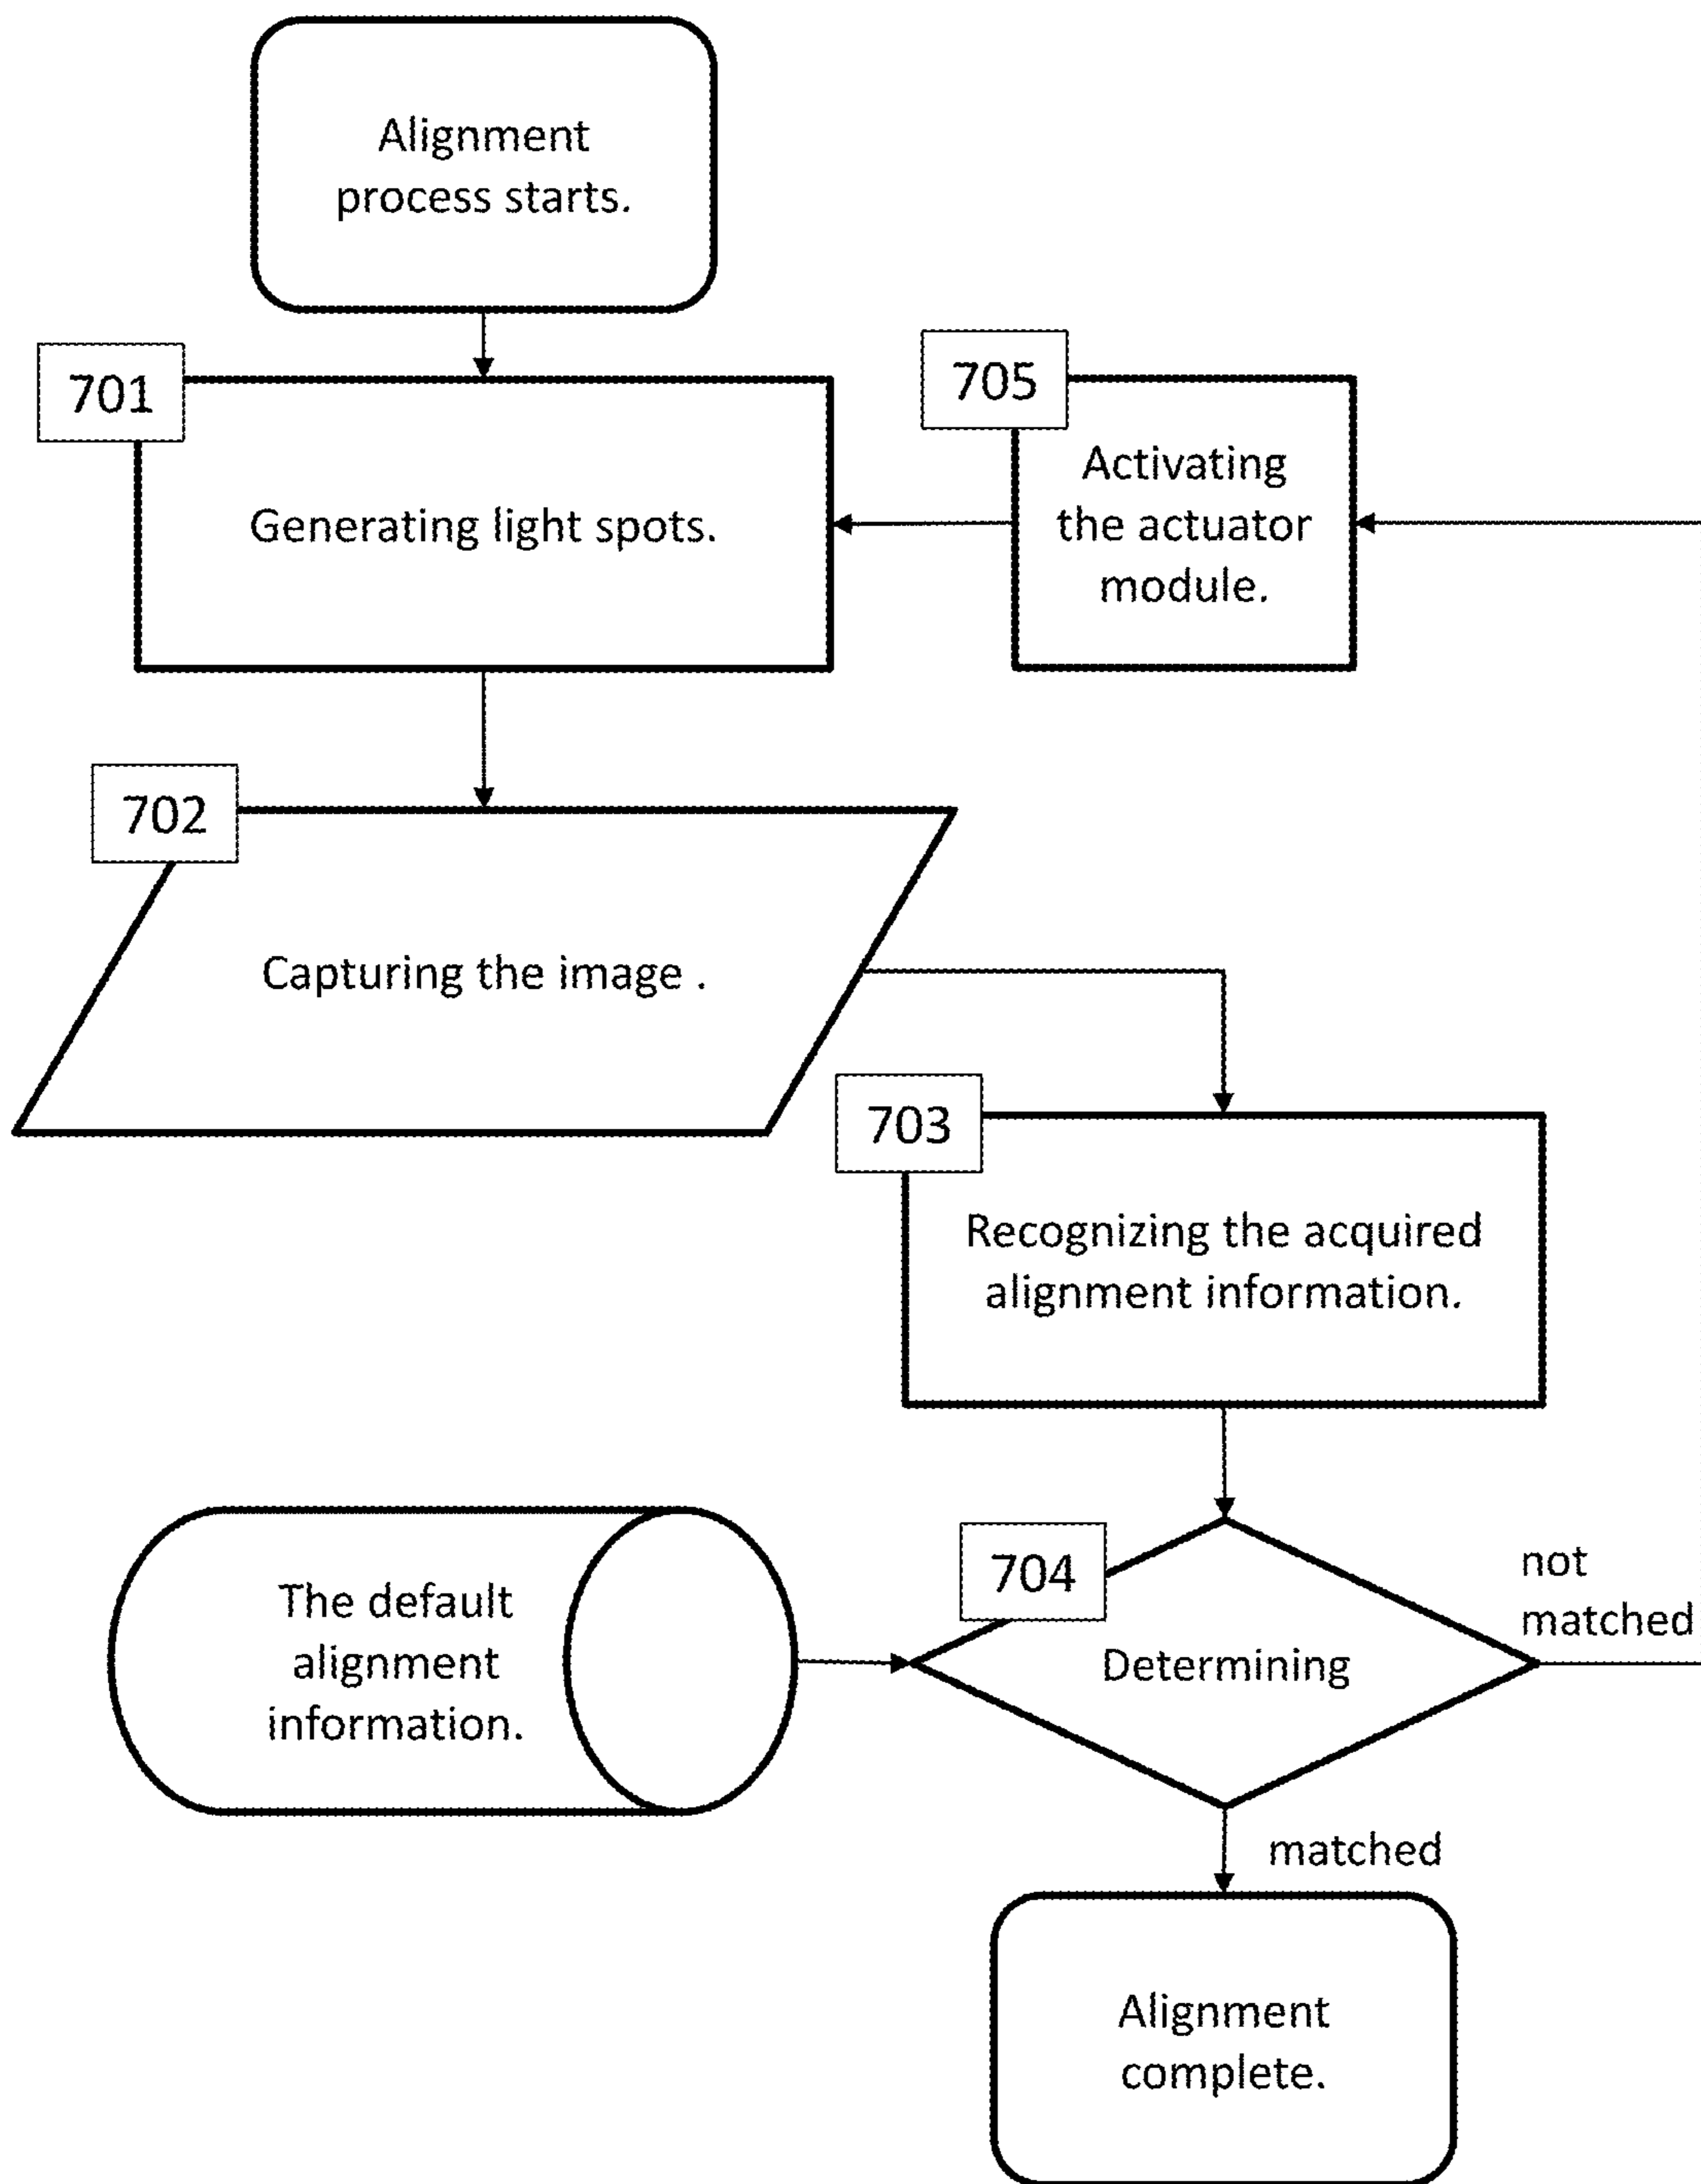 Alignment
process starts.
701
Generating light spots.
705
Activating
the actuator
module.
702
Capturing the image .
703
Recognizing the acquired
alignment information.
The default
alignment
information.
704
Determining
not
matched
matched
Alignment
complete.